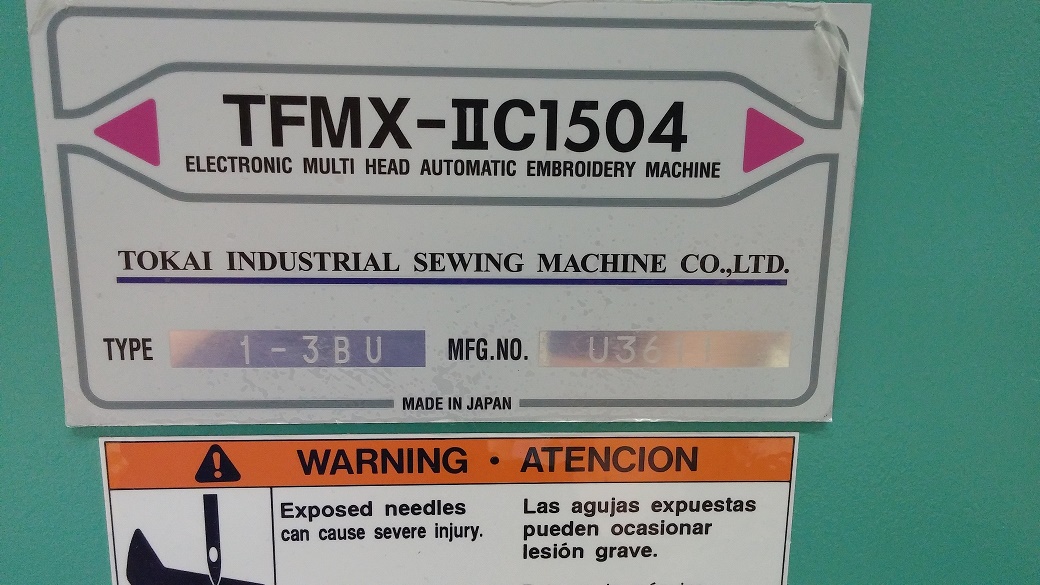 TFMX-ⅡC1504
ELECTRONIC MULTI HEAD AUTOMATIC EMBROIDERY MACHINE
TOKAI INDUSTRIAL SEWING MACHINE CO.,LTD.
TYPE 1-3BU MFG.NO.
MADE IN JAPAN
WARNING · ATENCION
Exposed needles
can cause severe injury.
Las agujas expuestas
pueden ocasionar
lesión grave.